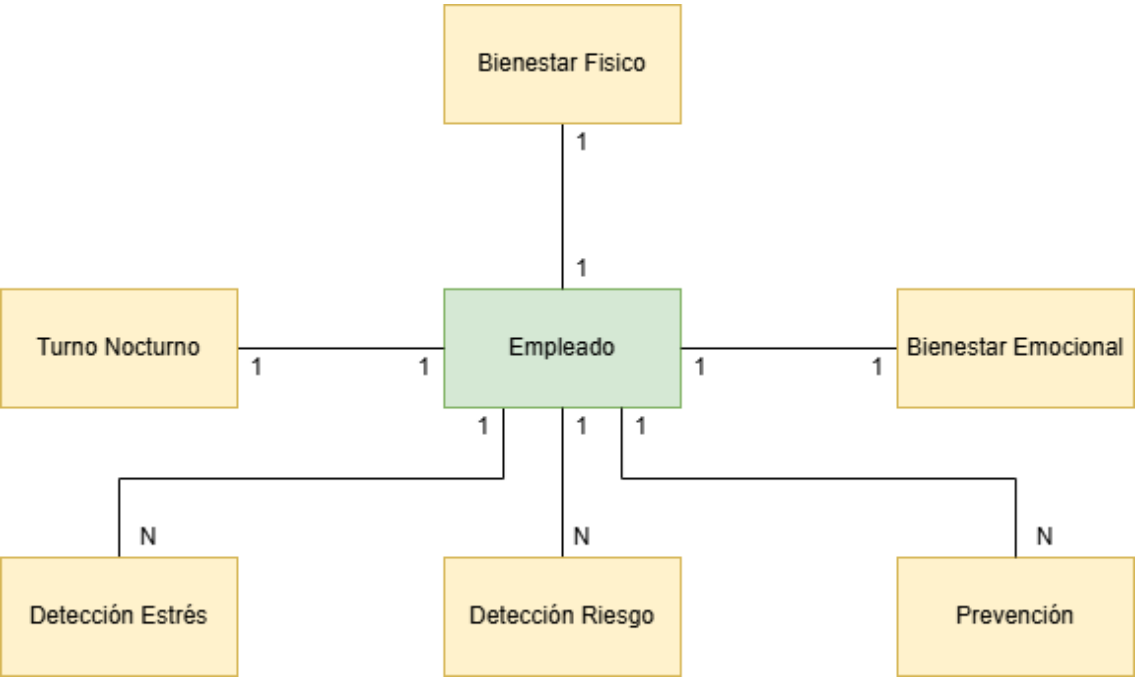 Bienestar Fisico
1
1
Turno Nocturno
1
1
Empleado
1
1
Bienestar Emocional
1
1
1
N
N
N
Detección Estrés
Detección Riesgo
Prevención